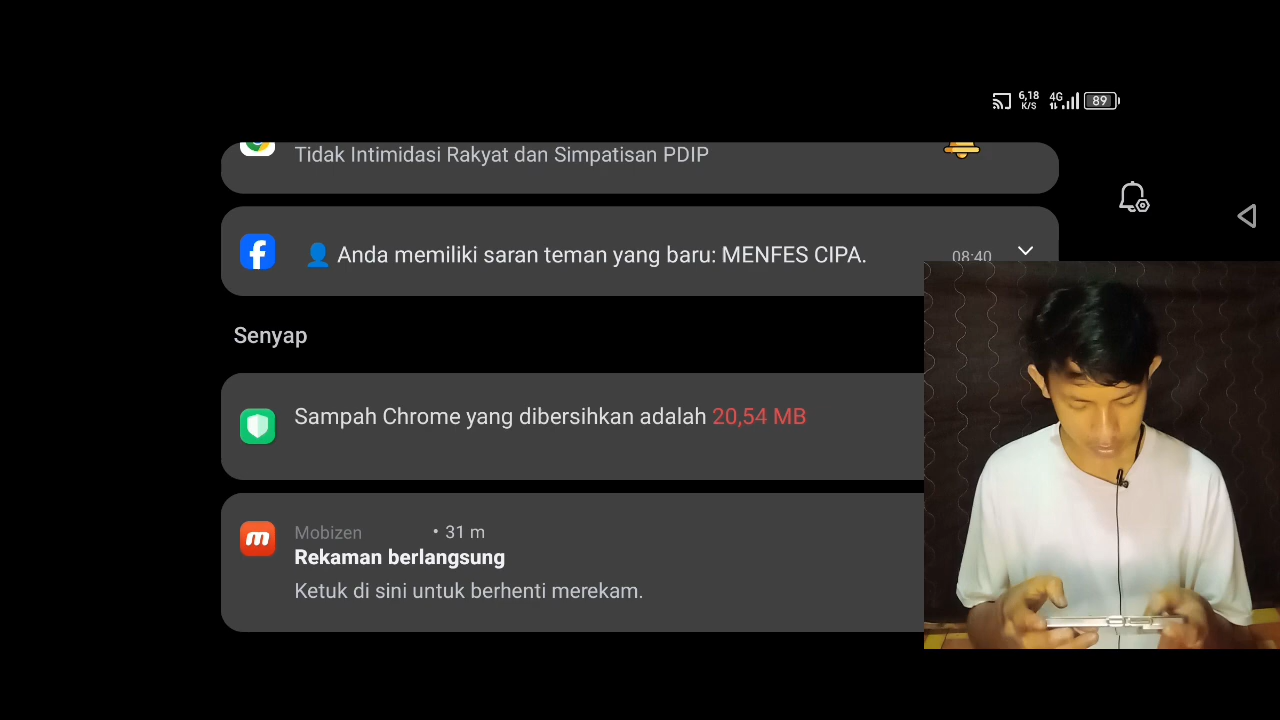 6,18
K/S
4G
89
Tidak Intimidasi Rakyat dan Simpatisan PDIP
Anda memiliki saran teman yang baru: MENFES CIPA.
08:40
Senyap
Sampah Chrome yang dibersihkan adalah 20,54 MB
Mobizen • 31 m
Rekaman berlangsung
Ketuk di sini untuk berhenti merekam.